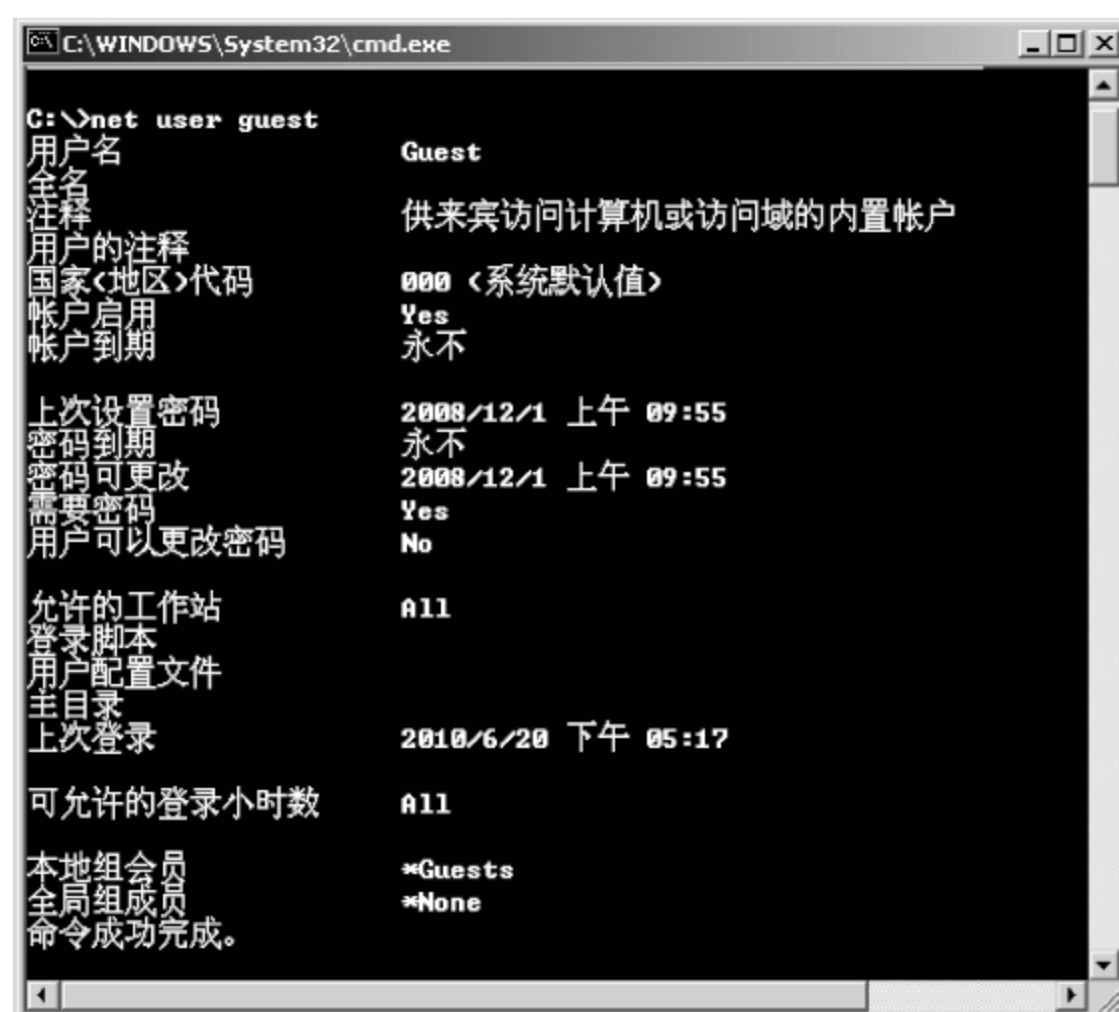 C:\WINDOWS\System32\cmd.exe
C:\>net user guest
用户名 Guest
全名
注释 供来宾访问计算机或访问域的内置帐户
用户的注释
国家<地区>代码 000 <系统默认值>
帐户启用 Yes
帐户到期 永不
上次设置密码 2008/12/1 上午 09:55
密码到期 永不
密码可更改 2008/12/1 上午 09:55
需要密码 Yes
用户可以更改密码 No
允许的工作站 All
登录脚本
用户配置文件
主目录
上次登录 2010/6/20 下午 05:17
可允许的登录小时数 All
本地组会员 *Guests
全局组成员 *None
命令成功完成。